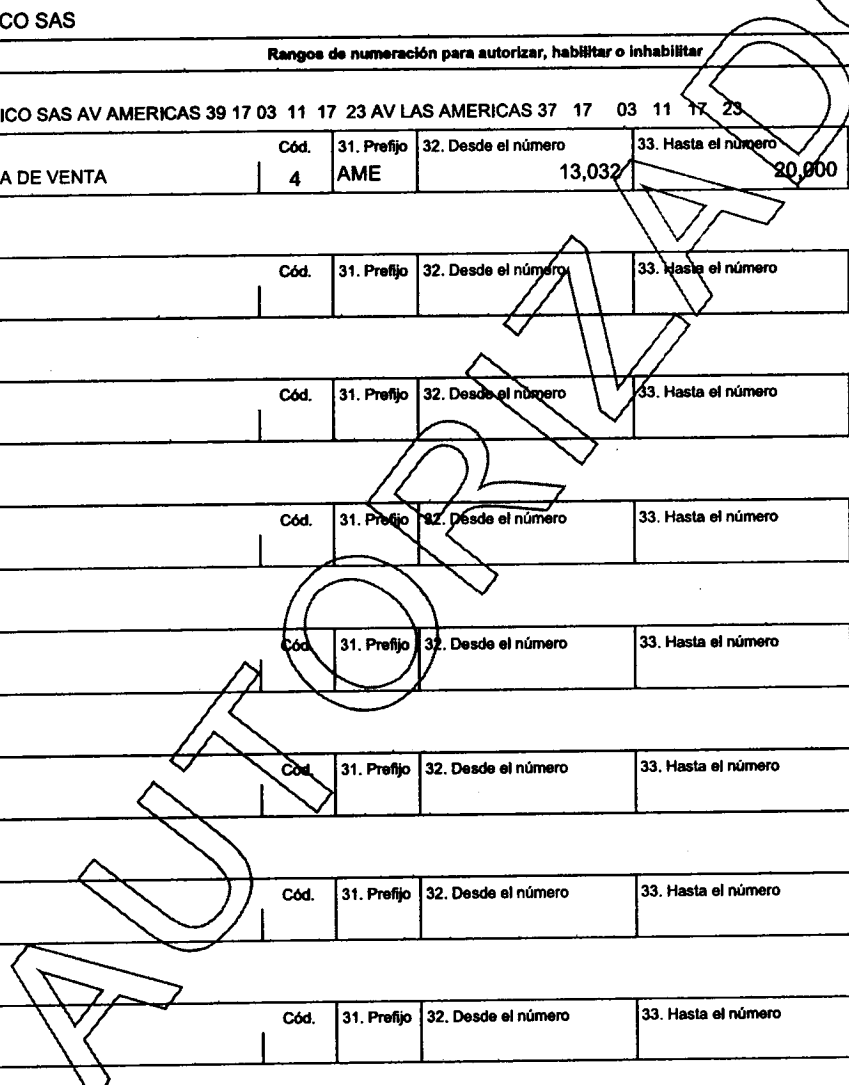 CO SAS
Rangos de numeración para autorizar, habilitar o inhabilitar
ICO SAS AV AMERICAS 39 17 03 11 17 23 AV LAS AMERICAS 37 17 03 11 17 23
Cód. 31. Prefijo 32. Desde el número 33. Hasta el número
A DE VENTA 4 AME 13,032 20,000
Cód. 31. Prefijo 32. Desde el número 33. Hasta el número
Cód. 31. Prefijo 32. Desde el número 33. Hasta el número
Cód. 31. Prefijo 32. Desde el número 33. Hasta el número
Cód. 31. Prefijo 32. Desde el número 33. Hasta el número
Cód. 31. Prefijo 32. Desde el número 33. Hasta el número
Cód. 31. Prefijo 32. Desde el número 33. Hasta el número
Cód. 31. Prefijo 32. Desde el número 33. Hasta el número
AUTORIZAD